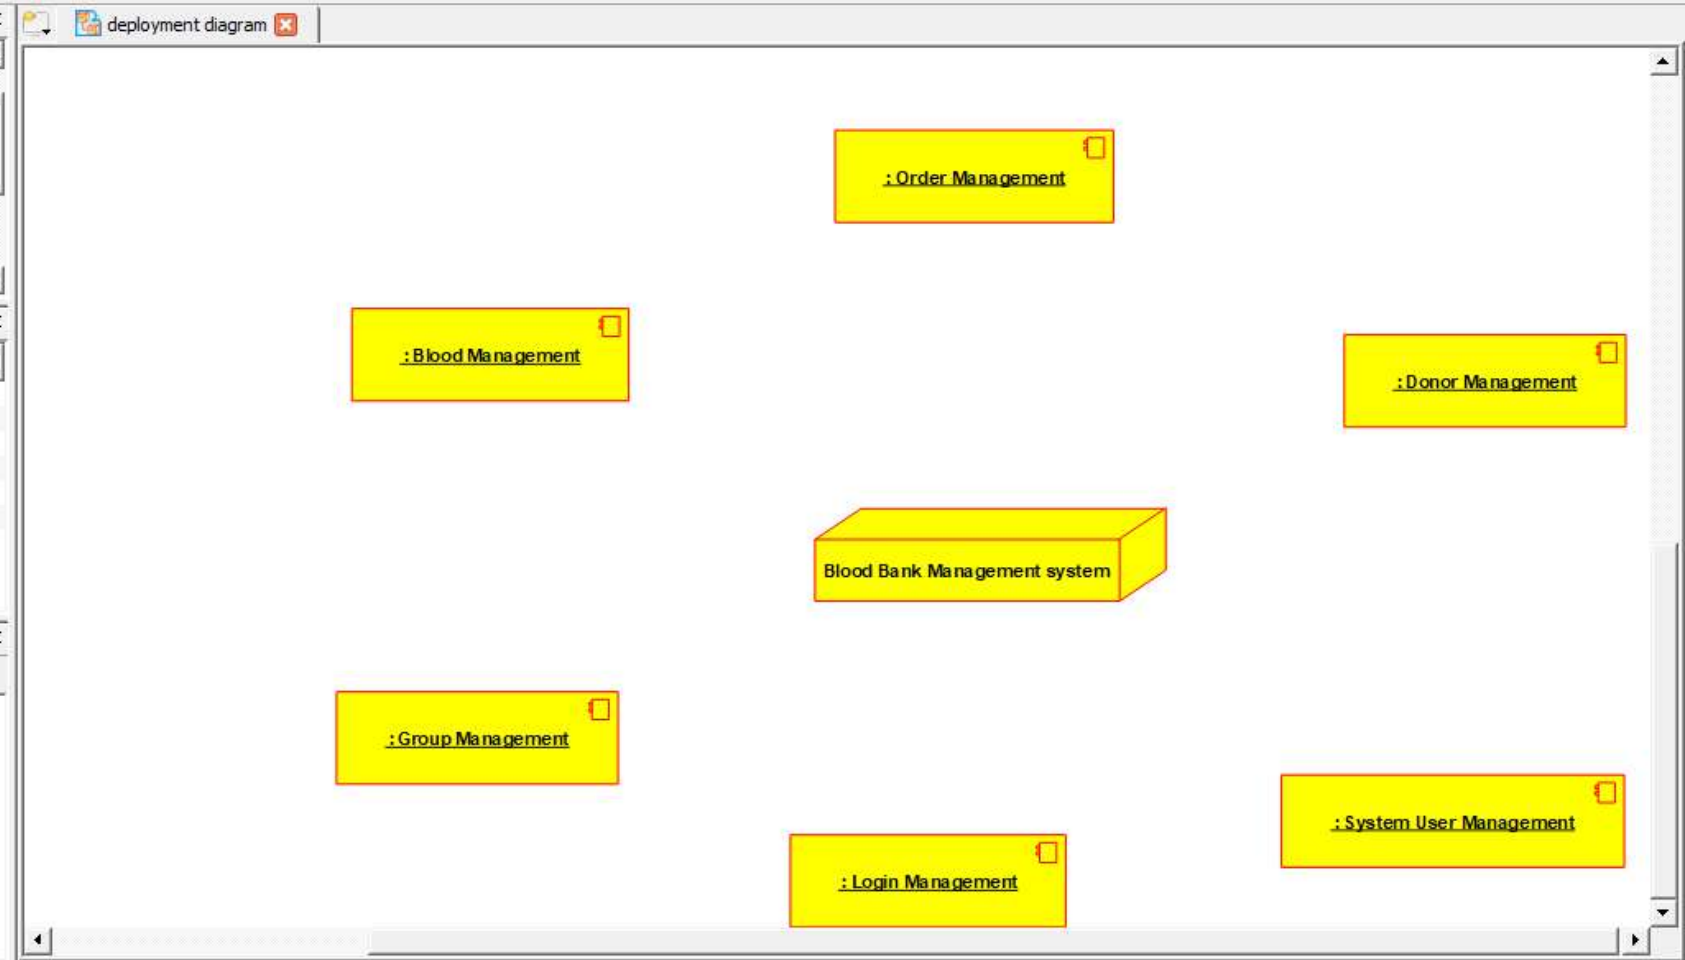 deployment diagram
: Order Management
: Blood Management
: Donor Management
Blood Bank Management system
: Group Management
: System User Management
: Login Management